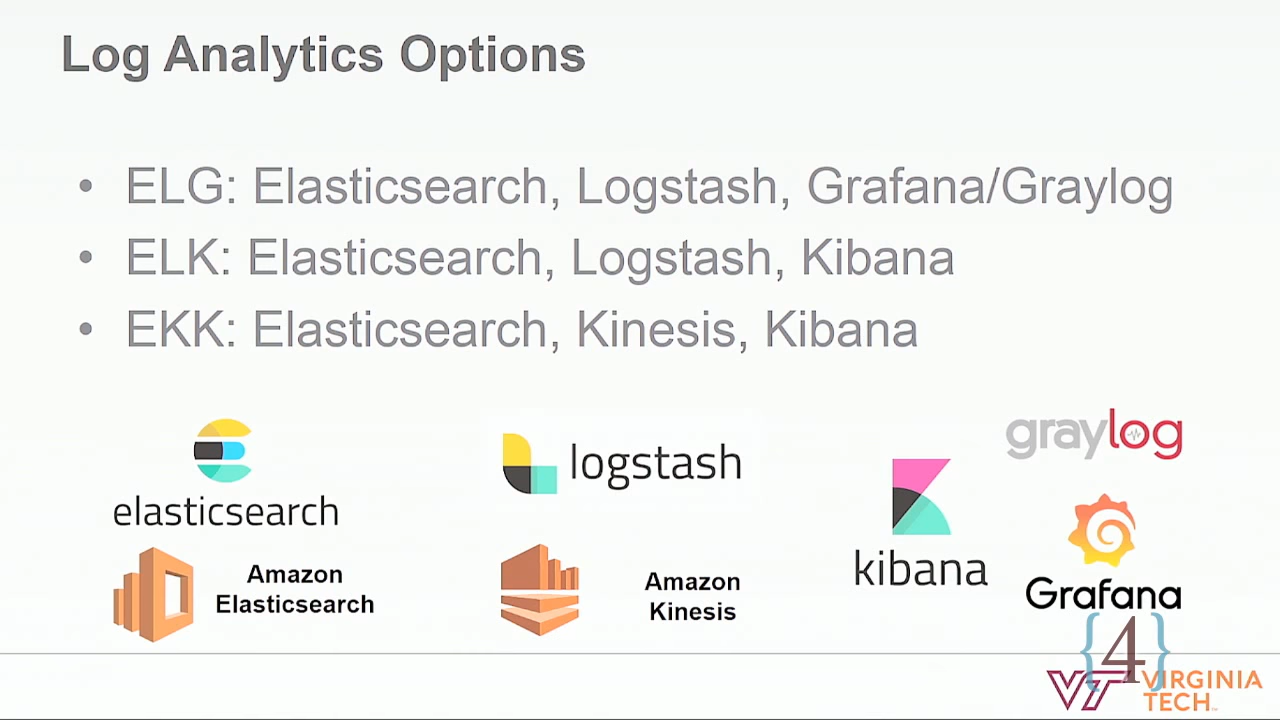 Log Analytics Options
• ELG: Elasticsearch, Logstash, Grafana/Graylog
• ELK: Elasticsearch, Logstash, Kibana
• EKK: Elasticsearch, Kinesis, Kibana
elasticsearch
logstash
kibana
graylog
Grafana
Amazon
Elasticsearch
Amazon
Kinesis
{4}
VT VIRGINIA
TECH